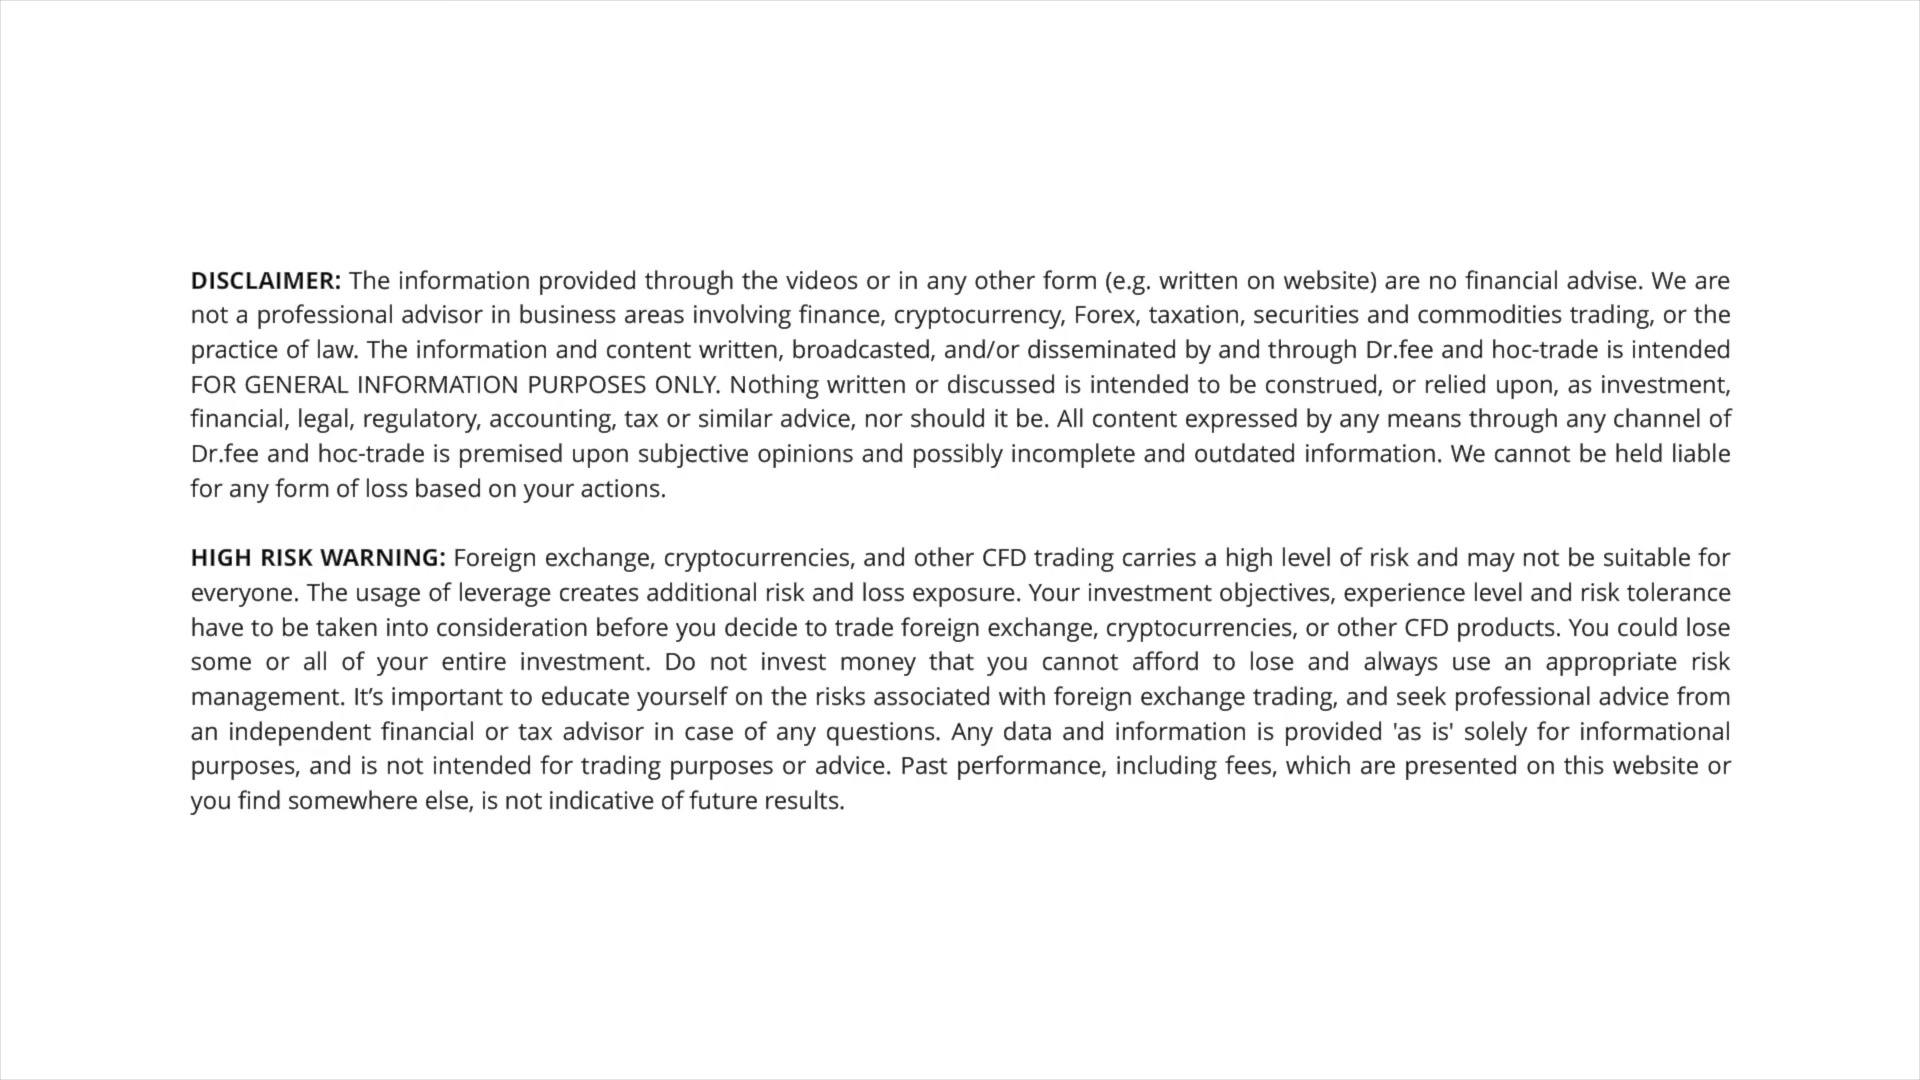 DISCLAIMER: The information provided through the videos or in any other form (e.g. written on website) are no financial advise. We are
not a professional advisor in business areas involving finance, cryptocurrency, Forex, taxation, securities and commodities trading, or the
practice of law. The information and content written, broadcasted, and/or disseminated by and through Dr.fee and hoc-trade is intended
FOR GENERAL INFORMATION PURPOSES ONLY. Nothing written or discussed is intended to be construed, or relied upon, as investment,
financial, legal, regulatory, accounting, tax or similar advice, nor should it be. All content expressed by any means through any channel of
Dr.fee and hoc-trade is premised upon subjective opinions and possibly incomplete and outdated information. We cannot be held liable
for any form of loss based on your actions.
HIGH RISK WARNING: Foreign exchange, cryptocurrencies, and other CFD trading carries a high level of risk and may not be suitable for
everyone. The usage of leverage creates additional risk and loss exposure. Your investment objectives, experience level and risk tolerance
have to be taken into consideration before you decide to trade foreign exchange, cryptocurrencies, or other CFD products. You could lose
some or all of your entire investment. Do not invest money that you cannot afford to lose and always use an appropriate risk
management. It’s important to educate yourself on the risks associated with foreign exchange trading, and seek professional advice from
an independent financial or tax advisor in case of any questions. Any data and information is provided 'as is' solely for informational
purposes, and is not intended for trading purposes or advice. Past performance, including fees, which are presented on this website or
you find somewhere else, is not indicative of future results.